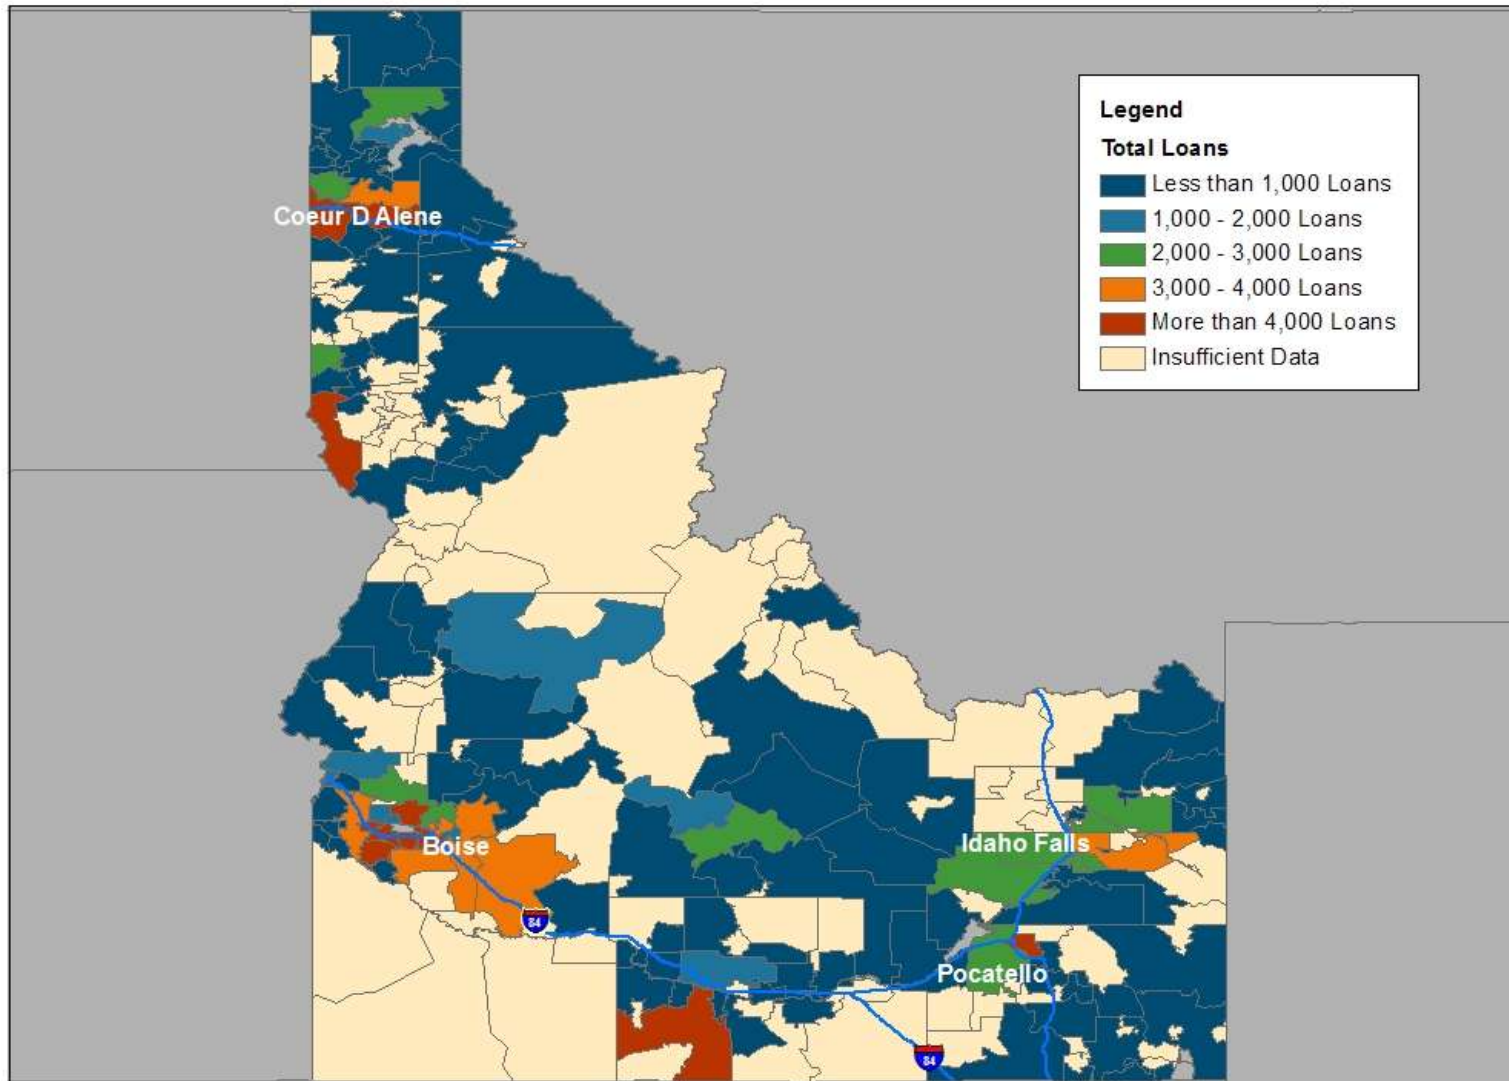 Legend
Total Loans
Less than 1,000 Loans
1,000 - 2,000 Loans
2,000 - 3,000 Loans
3,000 - 4,000 Loans
More than 4,000 Loans
Insufficient Data
Coeur D Alene
Boise
Idaho Falls
84
Pocatello
84